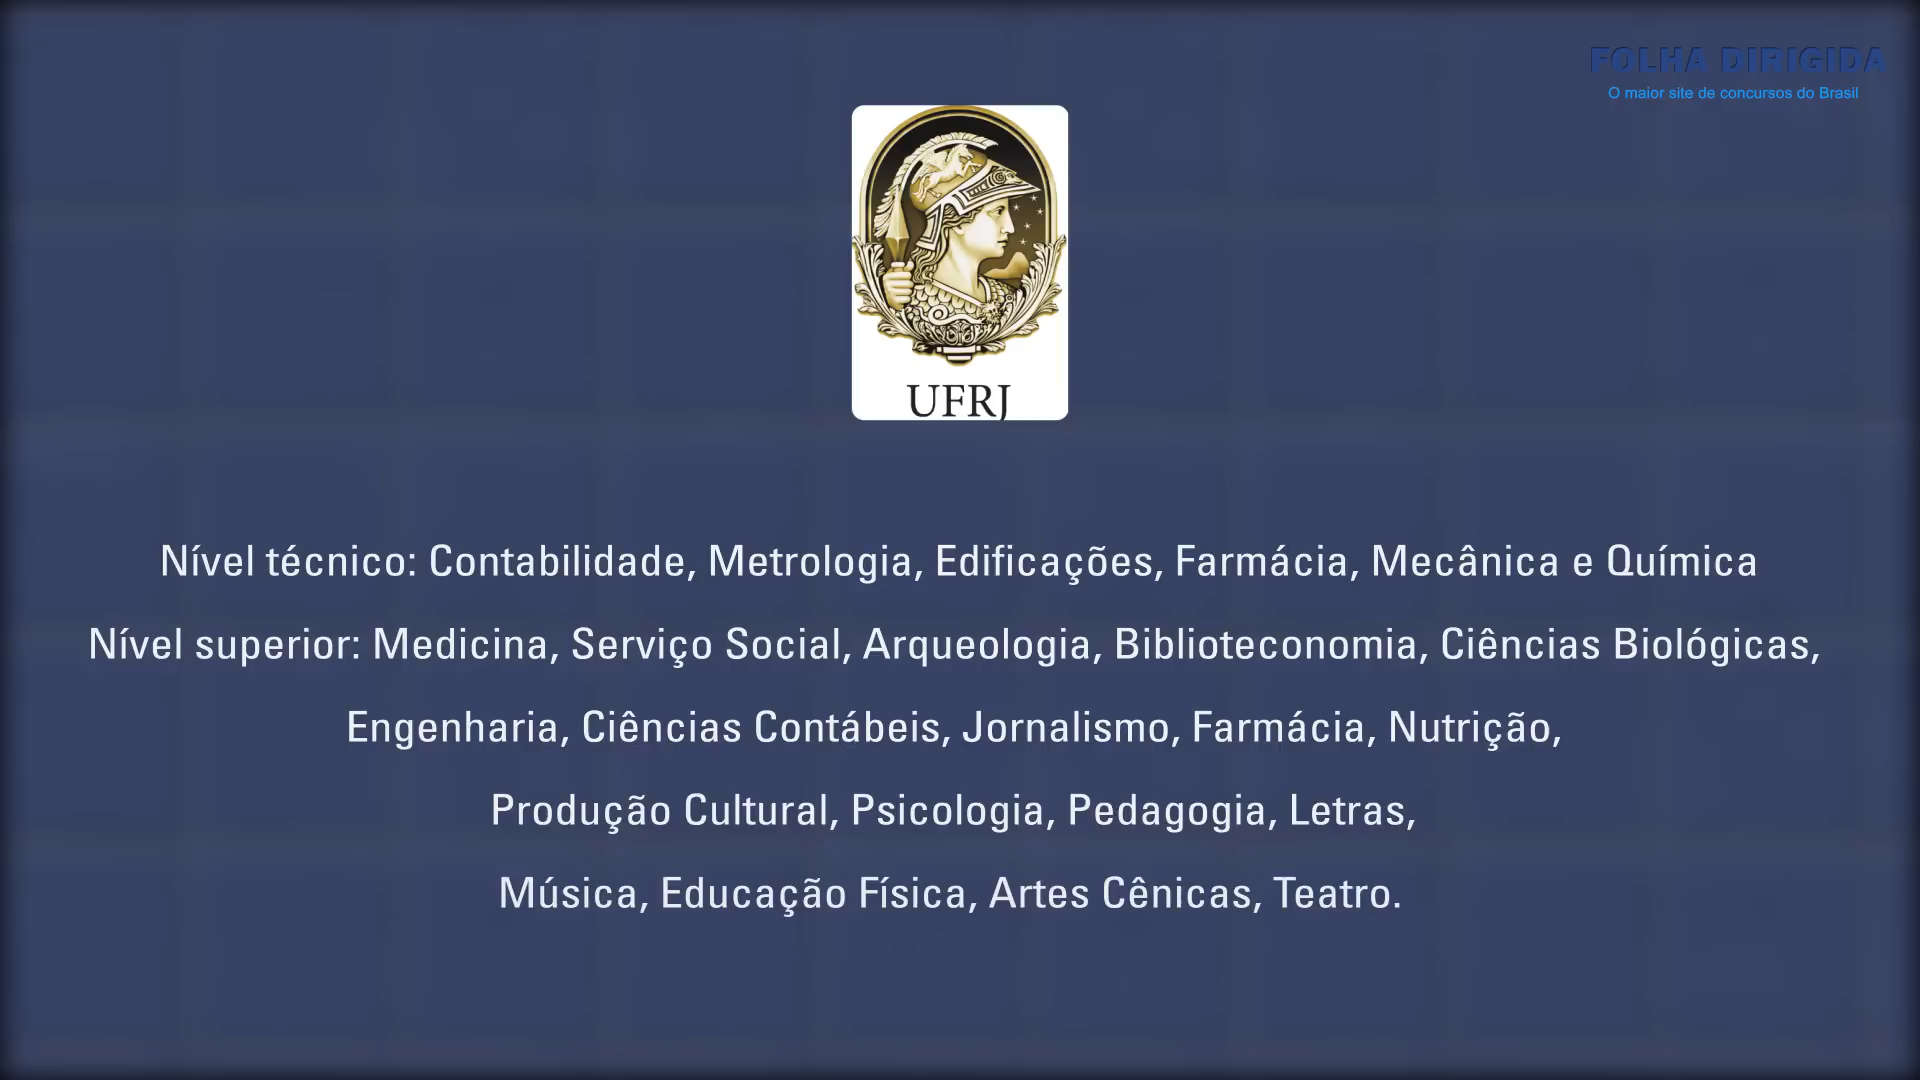 FOLHA DIRIGIDA
O maior site de concursos do Brasil
UFRJ
Nível técnico: Contabilidade, Metrologia, Edificações, Farmácia, Mecânica e Química
Nível superior: Medicina, Serviço Social, Arqueologia, Biblioteconomia, Ciências Biológicas,
Engenharia, Ciências Contábeis, Jornalismo, Farmácia, Nutrição,
Produção Cultural, Psicologia, Pedagogia, Letras,
Música, Educação Física, Artes Cênicas, Teatro.